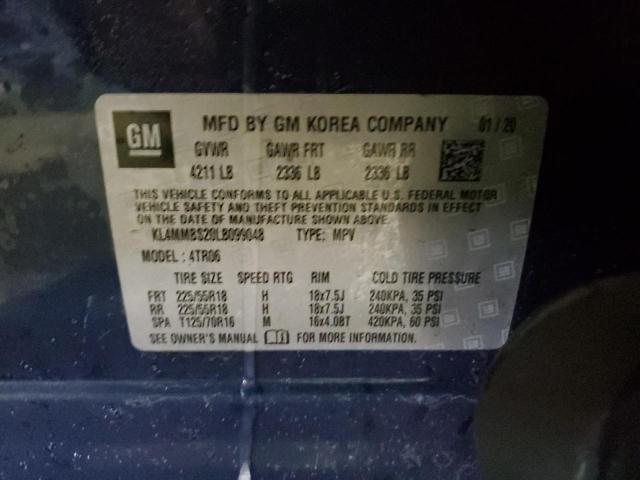 GM
MFD BY GM KOREA COMPANY 01 / 20
GVWR GAWR FRT GAWR RR
4211 LB 2336 LB 2336 LB
THIS VEHICLE CONFORMS TO ALL APPLICABLE U.S. FEDERAL MOTOR
VEHICLE SAFETY AND THEFT PREVENTION STANDARDS IN EFFECT
ON THE DATE OF MANUFACTURE SHOWN ABOVE.
KL4MMBS20LB099048 TYPE: MPV
MODEL : 4TR06
TIRE SIZE SPEED RTG RIM COLD TIRE PRESSURE
FRT 225/55R18 H 18x7.5J 240KPA, 35 PSI
RR 225/55R18 H 18x7.5J 240KPA, 35 PSI
SPA T125/70R16 M 16x4.0BT 420KPA, 60 PSI
SEE OWNER'S MANUAL FOR MORE INFORMATION.